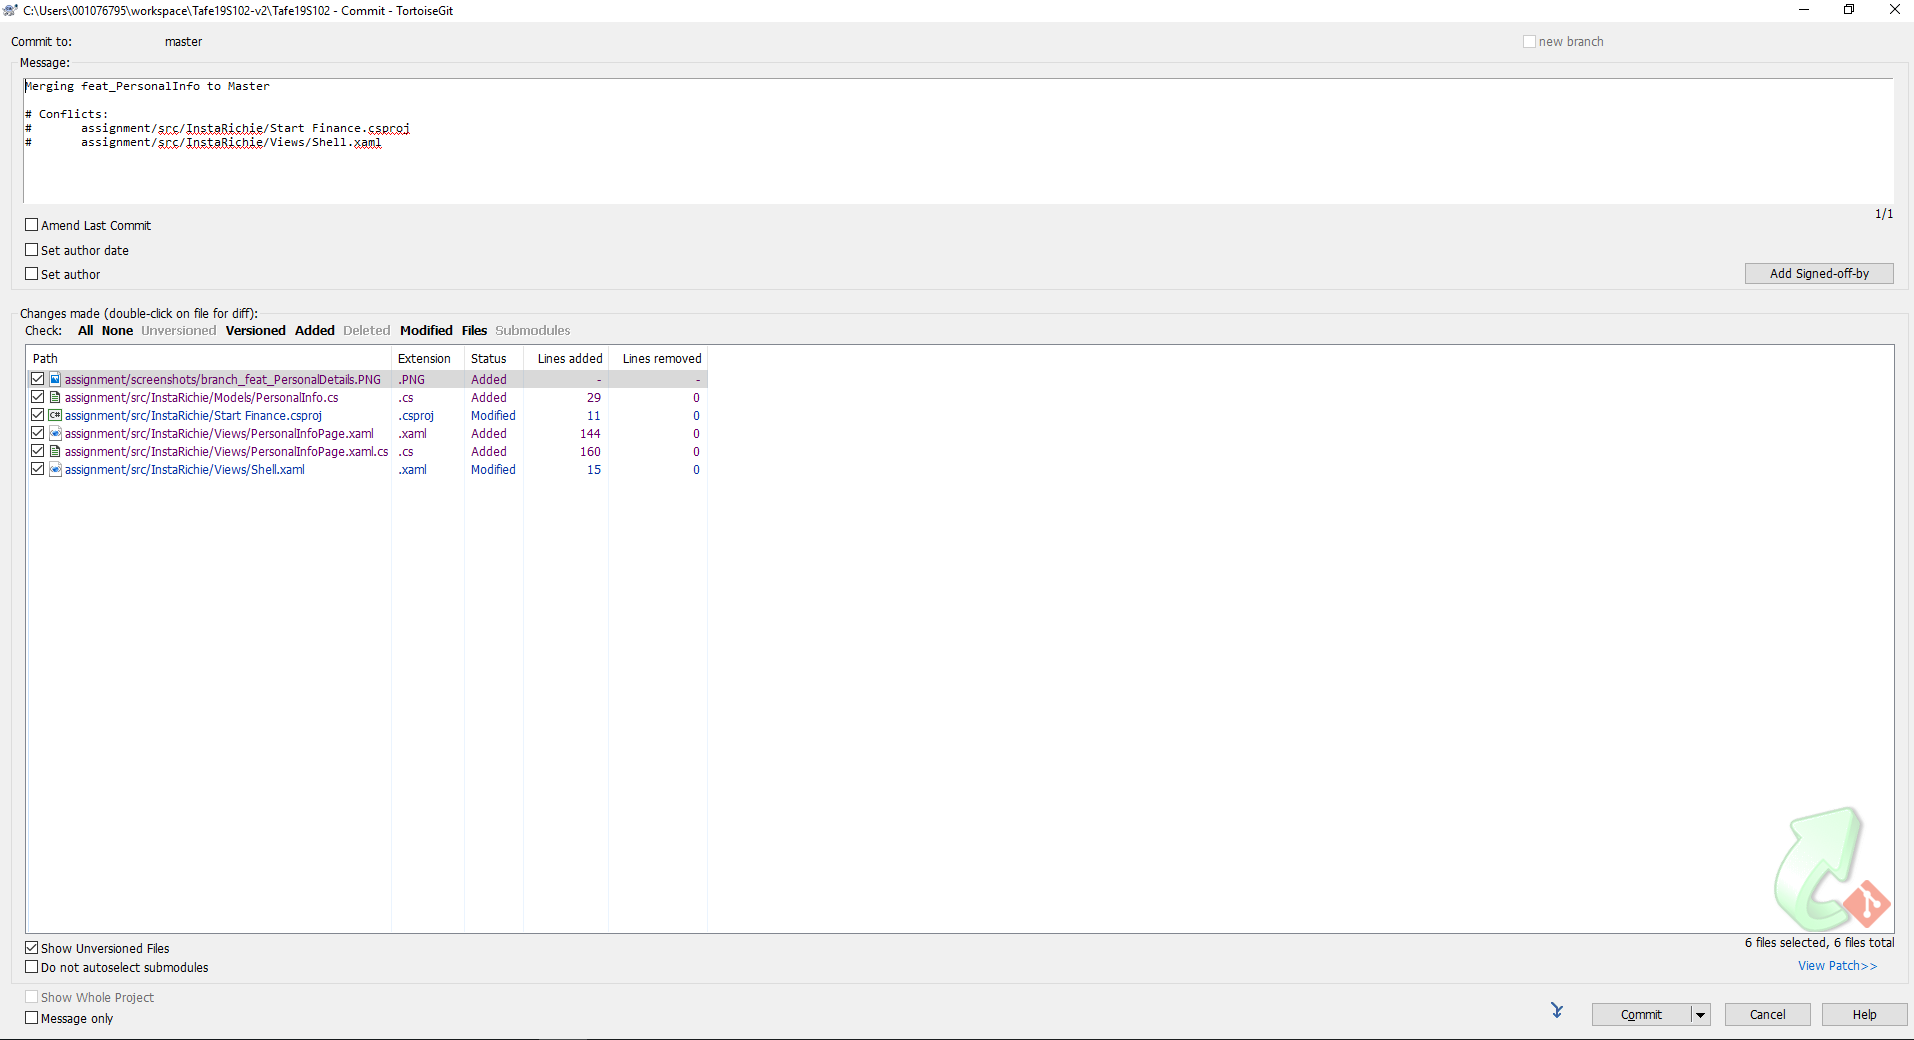 C:\Users\001076795\workspace\Tafe19S102-v2\Tafe19S102 - Commit - TortoiseGit
Commit to: master new branch
Message:
Merging feat_PersonalInfo to Master
# Conflicts:
# assignment/src/InstaRichie/Start Finance.csproj
# assignment/src/InstaRichie/Views/Shell.xaml
1/1
Amend Last Commit
Set author date
Set author
Add Signed-off-by
Changes made (double-click on file for diff):
Check: All None Unversioned Versioned Added Deleted Modified Files Submodules
Path Extension Status Lines added Lines removed
assignment/screenshots/branch_feat_PersonalDetails.PNG .PNG Added - -
assignment/src/InstaRichie/Models/PersonalInfo.cs .cs Added 29 0
assignment/src/InstaRichie/Start Finance.csproj .csproj Modified 11 0
assignment/src/InstaRichie/Views/PersonalInfoPage.xaml .xaml Added 144 0
assignment/src/InstaRichie/Views/PersonalInfoPage.xaml.cs .cs Added 160 0
assignment/src/InstaRichie/Views/Shell.xaml .xaml Modified 15 0
Show Unversioned Files
6 files selected, 6 files total
Do not autoselect submodules
View Patch>>
Show Whole Project
Message only
Commit Cancel Help